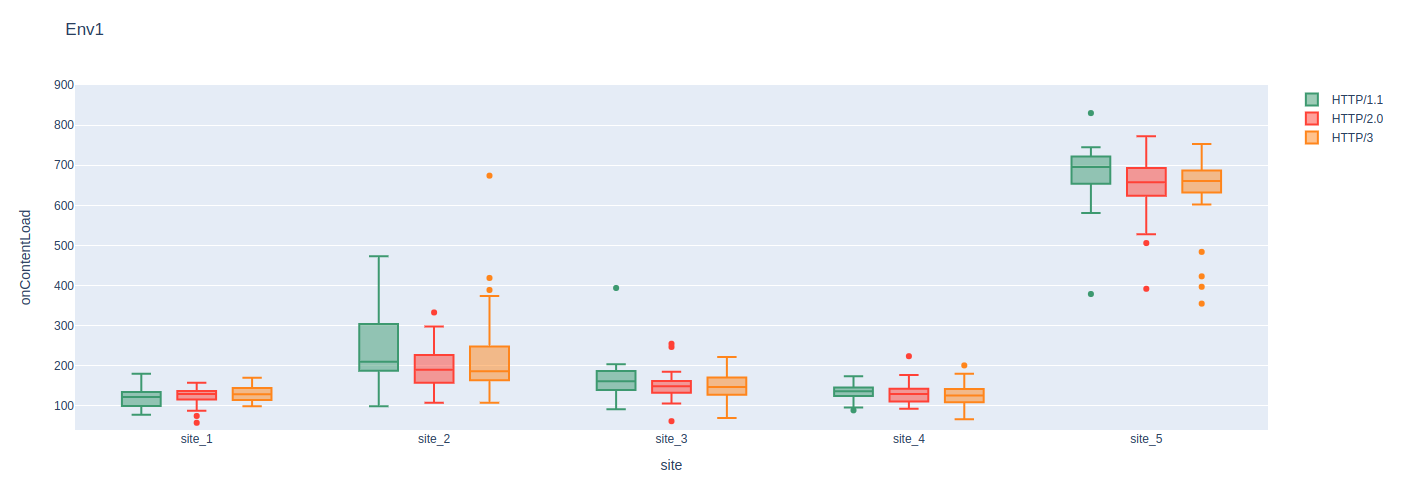 Env1
onContentLoad
900
800
700
600
500
400
300
200
100
site_1
site_2
site_3
site_4
site_5
site
HTTP/1.1
HTTP/2.0
HTTP/3